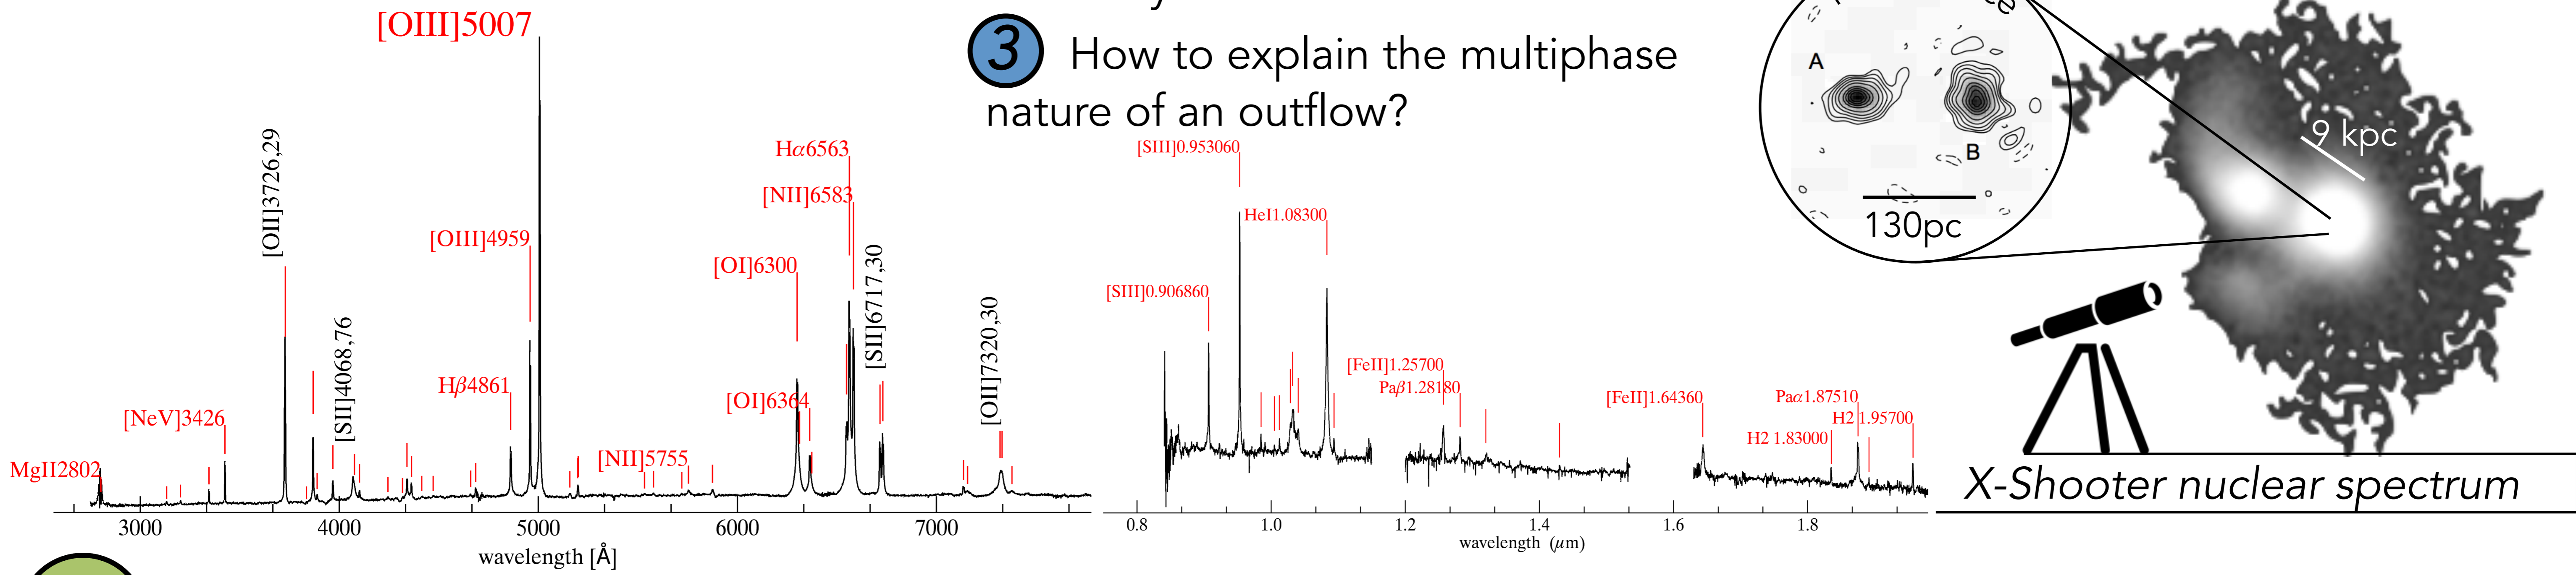 [OIII]5007
[OII]3726,29
[OIII]4959
[SII]4068,76
Hβ4861
[NeV]3426
MgII2802
Hα6563
[NII]6583
[OI]6300
[SII]6717,30
[OI]6364
[NII]5755
[OII]7320,30
3000 4000 5000 6000 7000
wavelength [Å]
3 How to explain the multiphase
nature of an outflow?
[SIII]0.953060
HeI1.08300
[SIII]0.906860
[FeII]1.25700
Paβ1.28180
[FeII]1.64360
Paα1.87510
H2 1.95700
H2 1.83000
0.8 1.0 1.2 1.4 1.6 1.8
wavelength (μm)
A
B
130pc
9 kpc
X-Shooter nuclear spectrum